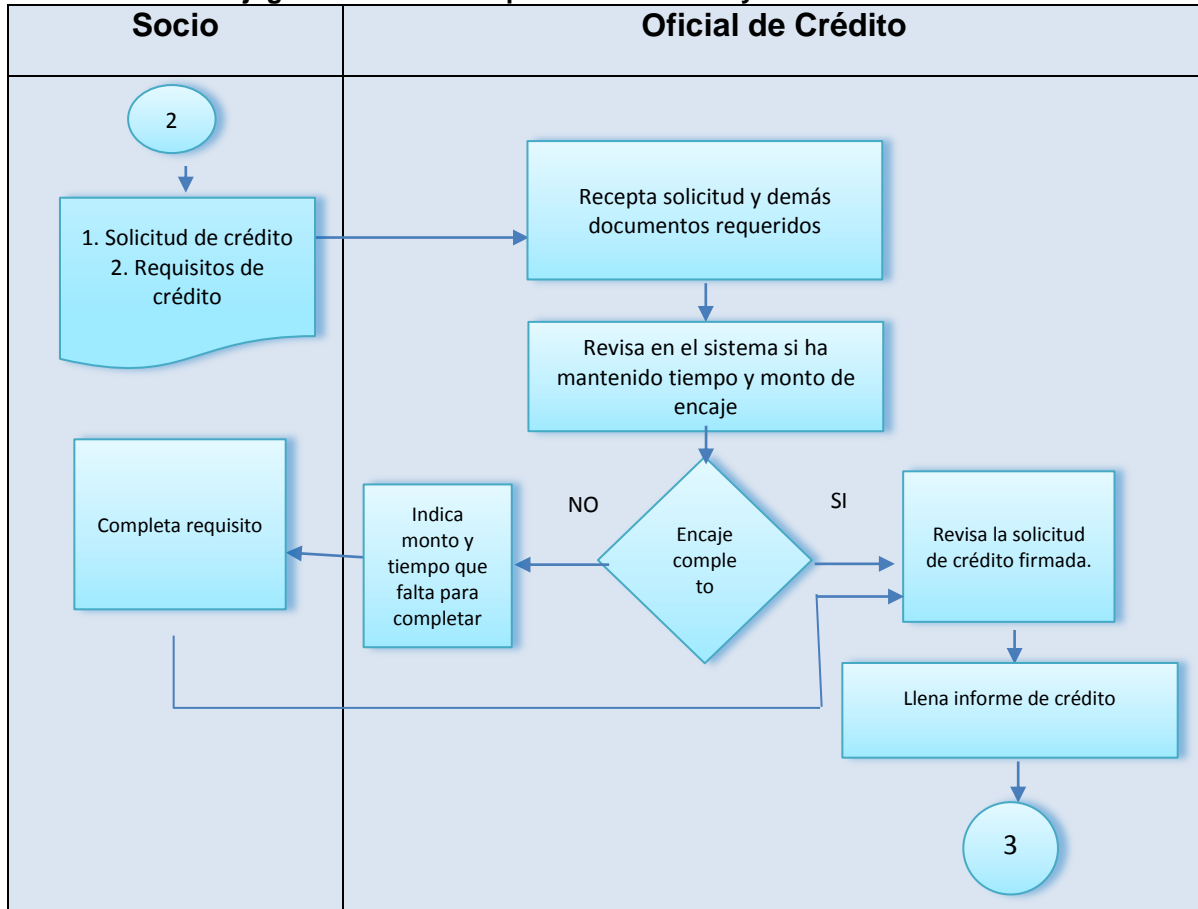 Socio
Oficial de Crédito
2
1. Solicitud de crédito
2. Requisitos de
crédito
Recepta solicitud y demás
documentos requeridos
Revisa en el sistema si ha
mantenido tiempo y monto de
encaje
Encaje
comple
to
NO
SI
Indica
monto y
tiempo que
falta para
completar
Completa requisito
Revisa la solicitud
de crédito firmada.
Llena informe de crédito
3